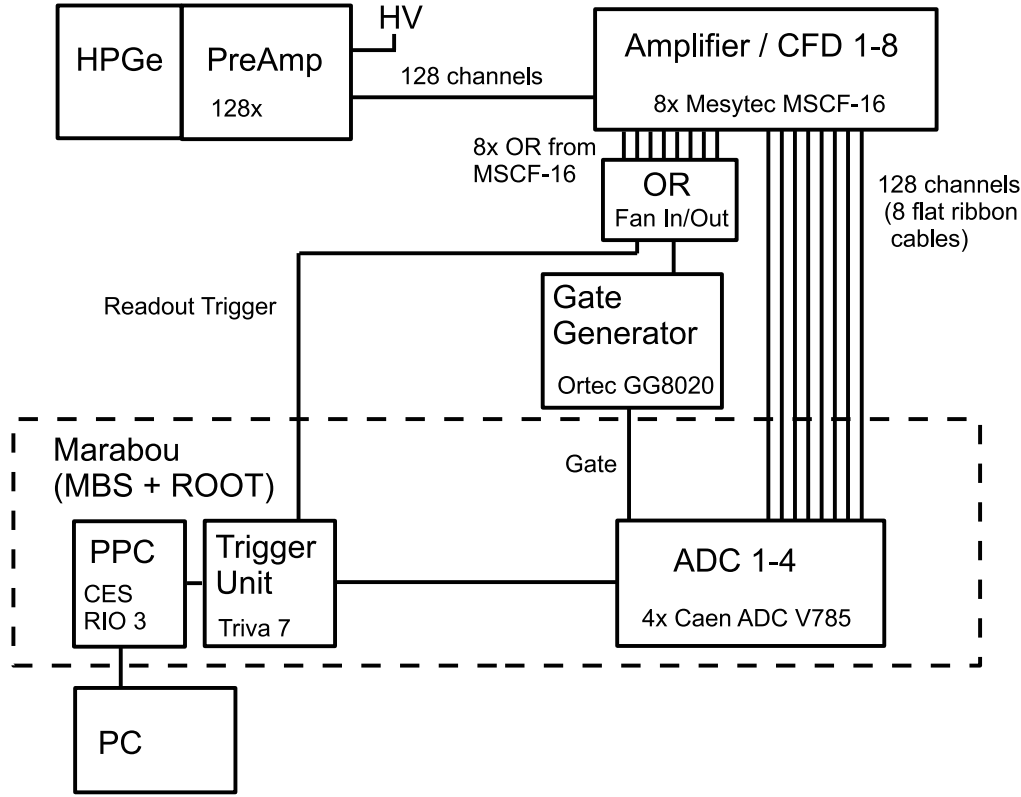 HV
HPGe
PreAmp
128x
128 channels
Amplifier / CFD 1-8
8x Mesytec MSCF-16
8x OR from
MSCF-16
OR
Fan In/Out
128 channels
(8 flat ribbon
cables)
Readout Trigger
Gate
Generator
Ortec GG8020
Marabou
(MBS + ROOT)
Gate
PPC
CES
RIO 3
Trigger
Unit
Triva 7
ADC 1-4
4x Caen ADC V785
PC